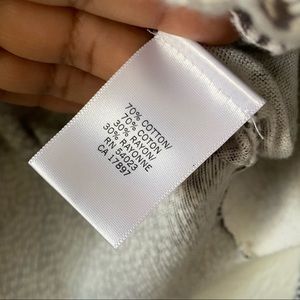 70% COTTON/
70% COTON
30% RAYON/
30% RAYONNE
RN 54023
CA 17897